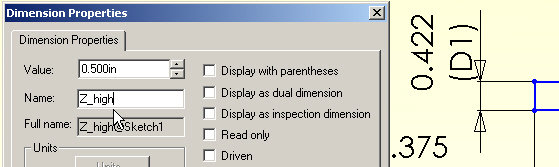 Dimension Properties
Dimension Properties
Value: 0.500in
Display with parentheses
Name: Z_high
Display as dual dimension
Display as inspection dimension
Full name: Z_high@Sketch1
Read only
Units
Driven
Units
0.422
(D1)
.375